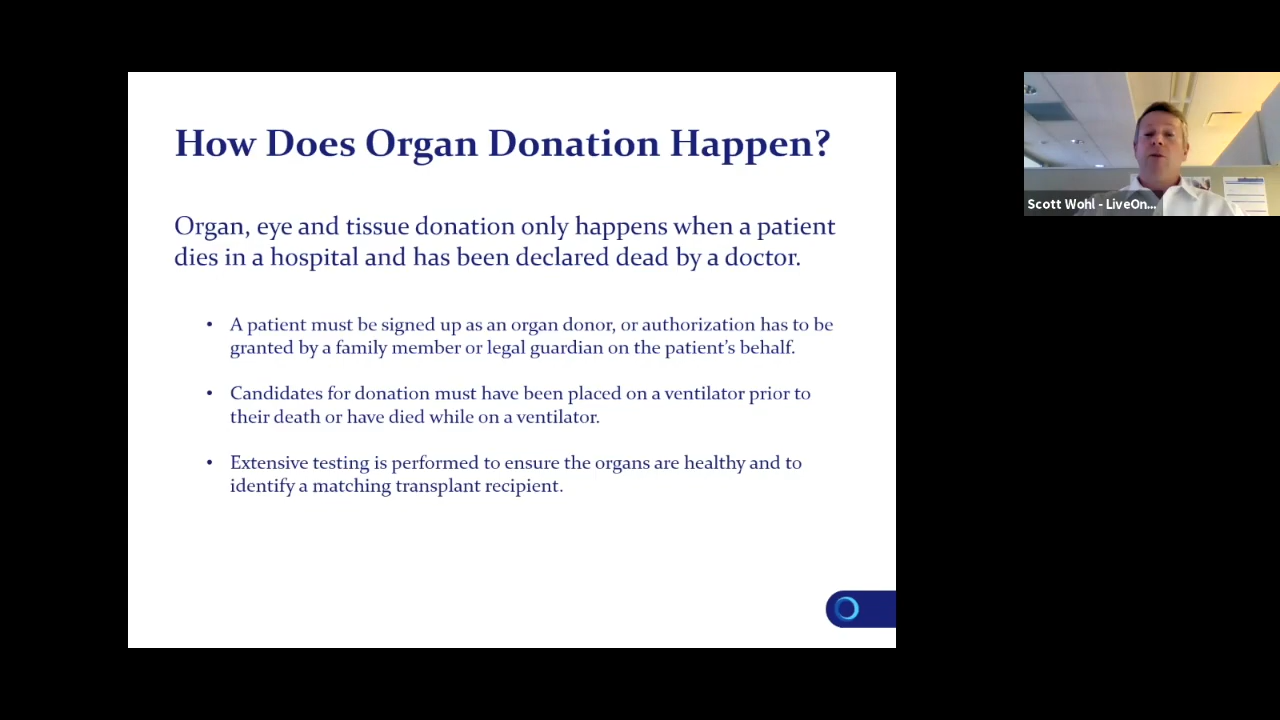 How Does Organ Donation Happen?
Organ, eye and tissue donation only happens when a patient
dies in a hospital and has been declared dead by a doctor.
• A patient must be signed up as an organ donor, or authorization has to be
granted by a family member or legal guardian on the patient's behalf.
• Candidates for donation must have been placed on a ventilator prior to
their death or have died while on a ventilator.
• Extensive testing is performed to ensure the organs are healthy and to
identify a matching transplant recipient.
Scott Wohl - LiveOn...